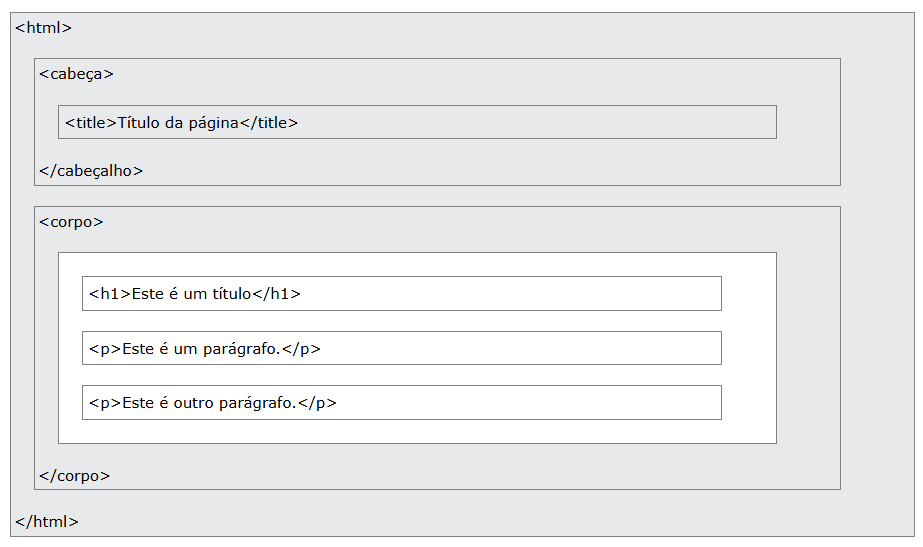 <html>
<cabeça>
<title>Título da página</title>
</cabeçalho>
<corpo>
<h1>Este é um título</h1>
<p>Este é um parágrafo.</p>
<p>Este é outro parágrafo.</p>
</corpo>
</html>